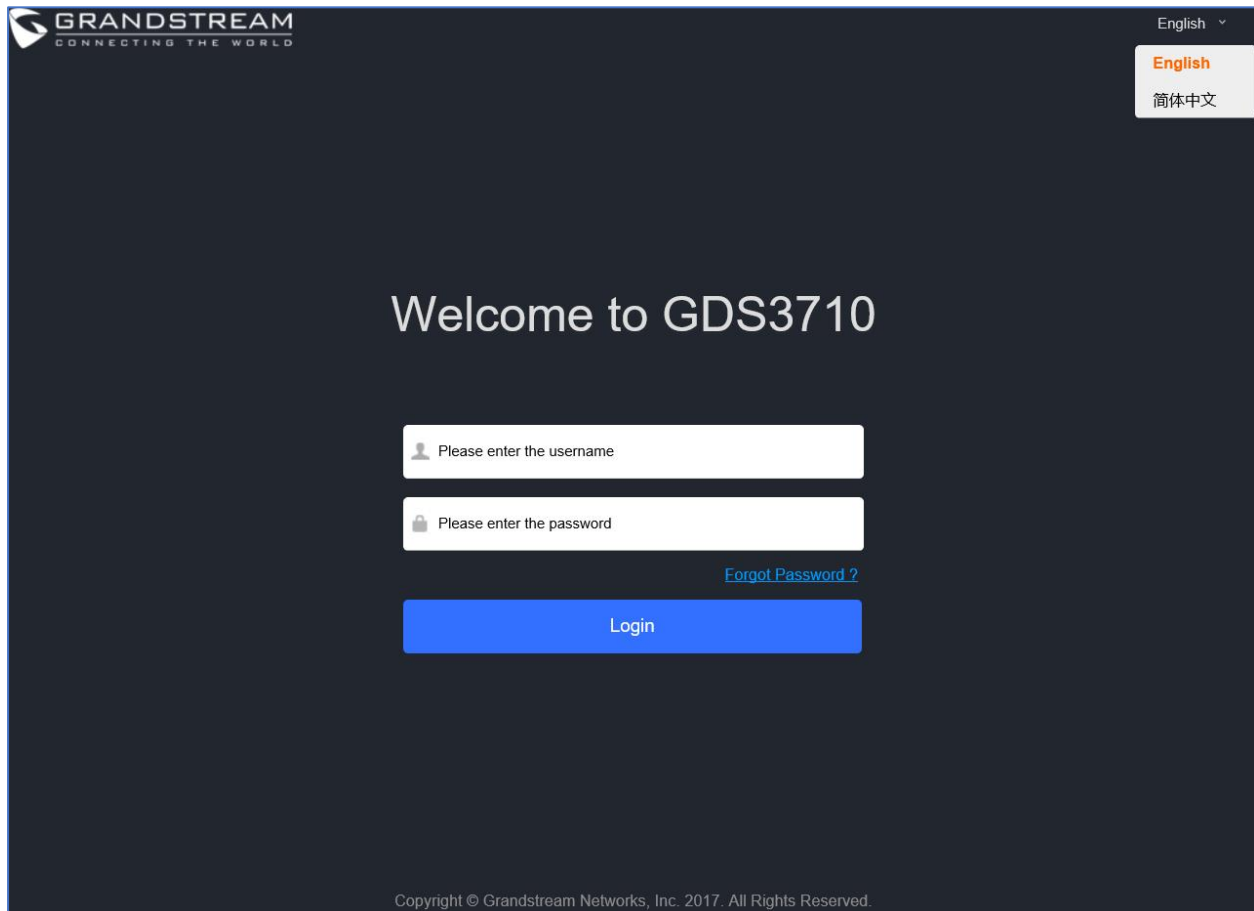 GRANDSTREAM
CONNECTING THE WORLD
English
English
简体中文
Welcome to GDS3710
Please enter the username
Please enter the password
Forgot Password ?
Login
Copyright © Grandstream Networks, Inc. 2017. All Rights Reserved.